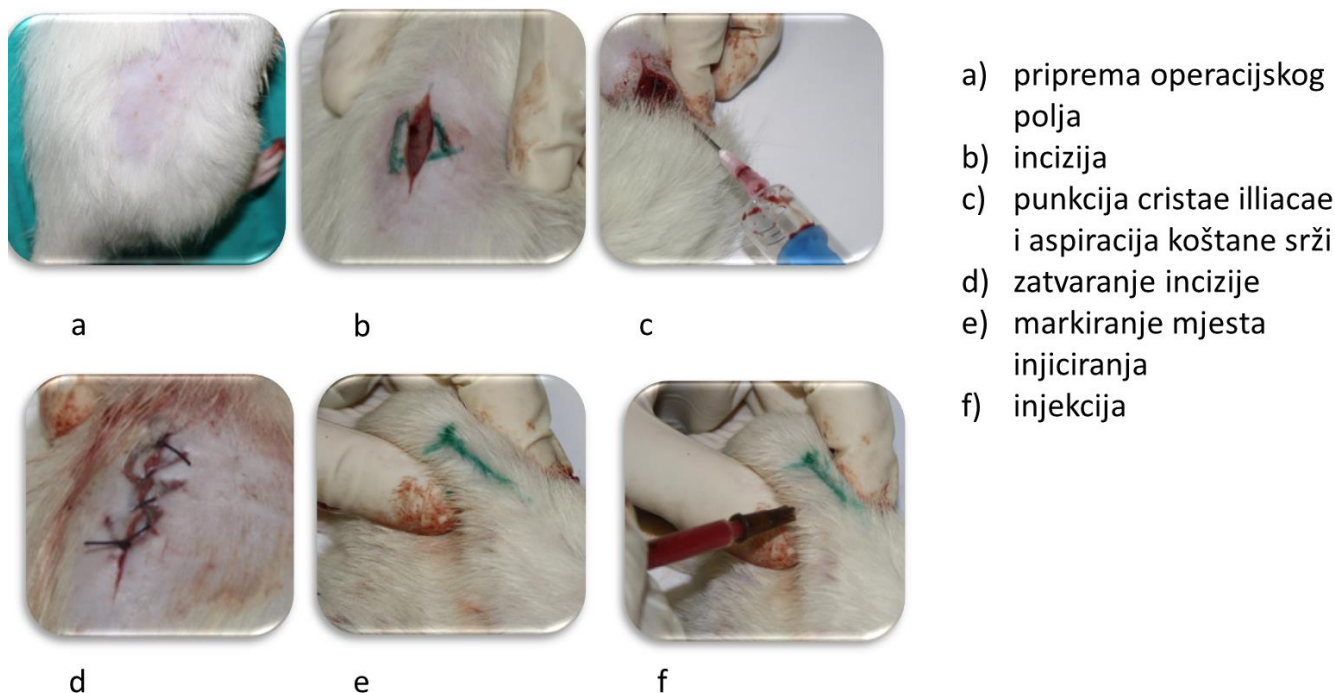 a b c
d e f
a) priprema operacijskog
polja
b) incizija
c) punkcija cristae illiacae
i aspiracija koštane srži
d) zatvaranje incizije
e) markiranje mjesta
injiciranja
f) injekcija